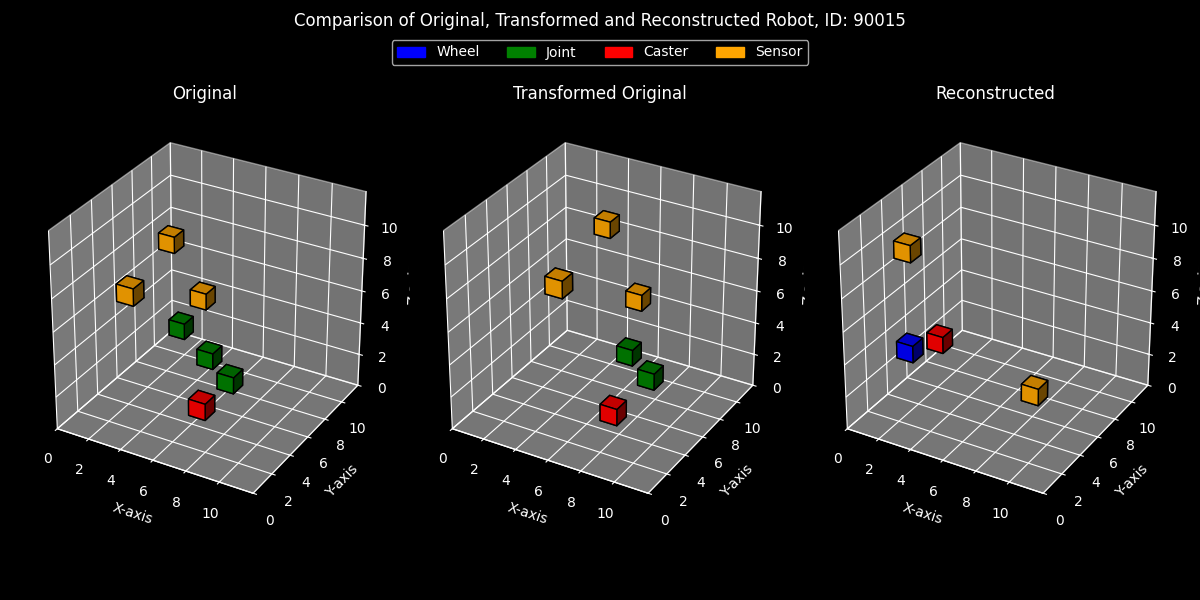 Comparison of Original, Transformed and Reconstructed Robot, ID: 90015
Wheel Joint Caster Sensor
Original Transformed Original Reconstructed
0 2 4 6 8 10
X-axis
0 2 4 6 8 10
Y-axis
0 2 4 6 8 10
0 2 4 6 8 10
X-axis
0 2 4 6 8 10
Y-axis
0 2 4 6 8 10
0 2 4 6 8 10
X-axis
0 2 4 6 8 10
Y-axis
0 2 4 6 8 10